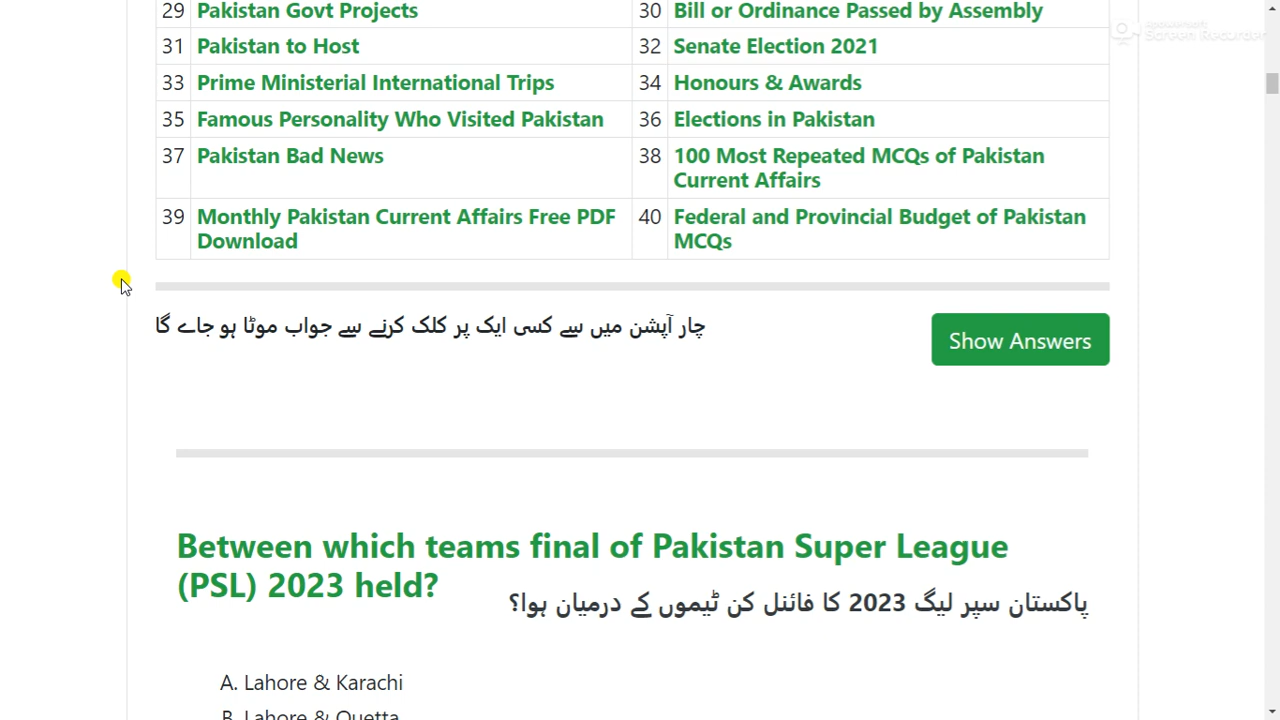 29 Pakistan Govt Projects 30 Bill or Ordinance Passed by Assembly
31 Pakistan to Host 32 Senate Election 2021
33 Prime Ministerial International Trips 34 Honours & Awards
35 Famous Personality Who Visited Pakistan 36 Elections in Pakistan
37 Pakistan Bad News 38 100 Most Repeated MCQs of Pakistan
Current Affairs
39 Monthly Pakistan Current Affairs Free PDF
Download
40 Federal and Provincial Budget of Pakistan
MCQs
چار آپشن میں سے کسی ایک پر کلک کرنے سے جواب موٹا ہو جاے گا
Show Answers
Between which teams final of Pakistan Super League
(PSL) 2023 held?
پاکستان سپر لیگ 2023 کا فائنل کن ٹیموں کے درمیان ہوا؟
A. Lahore & Karachi
B. Lahore & Quetta
Screen Recorder